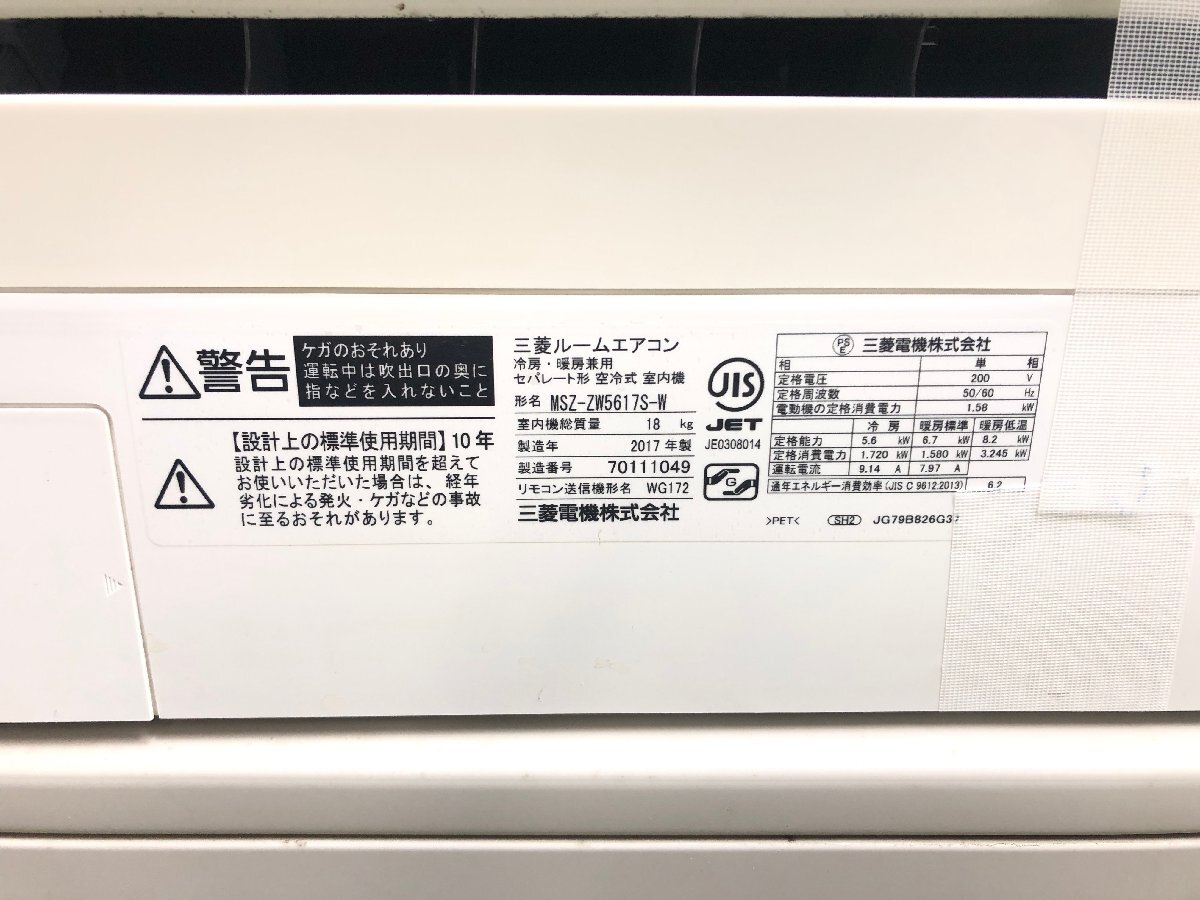 警告
ケガのおそれあり
運転中は吹出口の奥に
指などを入れないこと
【設計上の標準使用期間】10年
設計上の標準使用期間を超えて
お使いいただいた場合は、経年
劣化による発火・ケガなどの事故
に至るおそれがあります。
三菱ルームエアコン
冷房・暖房兼用
セパレート形 空冷式 室内機
形名 MSZ-ZW5617S-W
室内機総質量 18 kg
製造年 2017年製
製造番号 70111049
リモコン送信機形名 WG172
三菱電機株式会社
JIS
JET
JE0308014
G
PS E 三菱電機株式会社
相 単 相
定格電圧 200 V
定格周波数 50/60 Hz
電動機の定格消費電力 1.58 kW
冷 房 暖房標準 暖房低温
定格能力 5.6 kW 6.7 kW 8.2 kW
定格消費電力 1.720 kW 1.580 kW 3.245 kW
運転電流 9.14 A 7.97 A
通年エネルギー消費効率(JIS C 9612:2013) 6.2
>PET< SH2 JG79B826G37